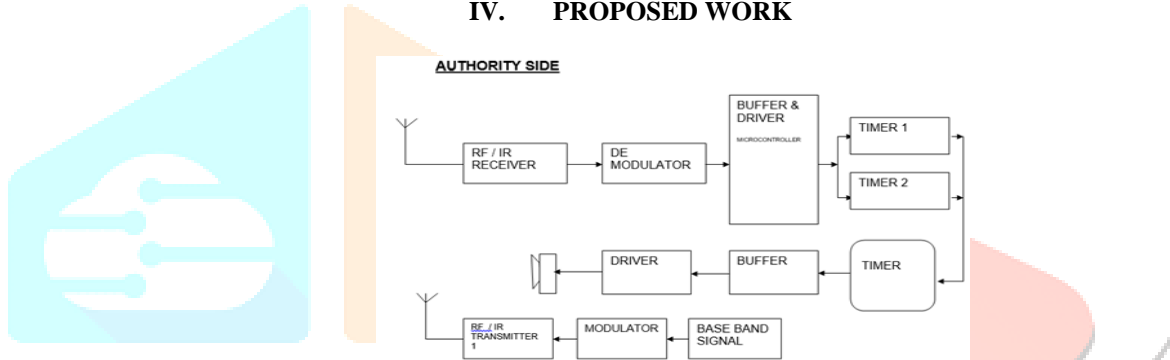 IV. PROPOSED WORK
AUTHORITY SIDE
RF / IR
RECEIVER
DE
MODULATOR
BUFFER &
DRIVER
MICROCONTROLLER
TIMER 1
TIMER 2
DRIVER
BUFFER
TIMER
RF / IR
TRANSMITTER
1
MODULATOR
BASE BAND
SIGNAL